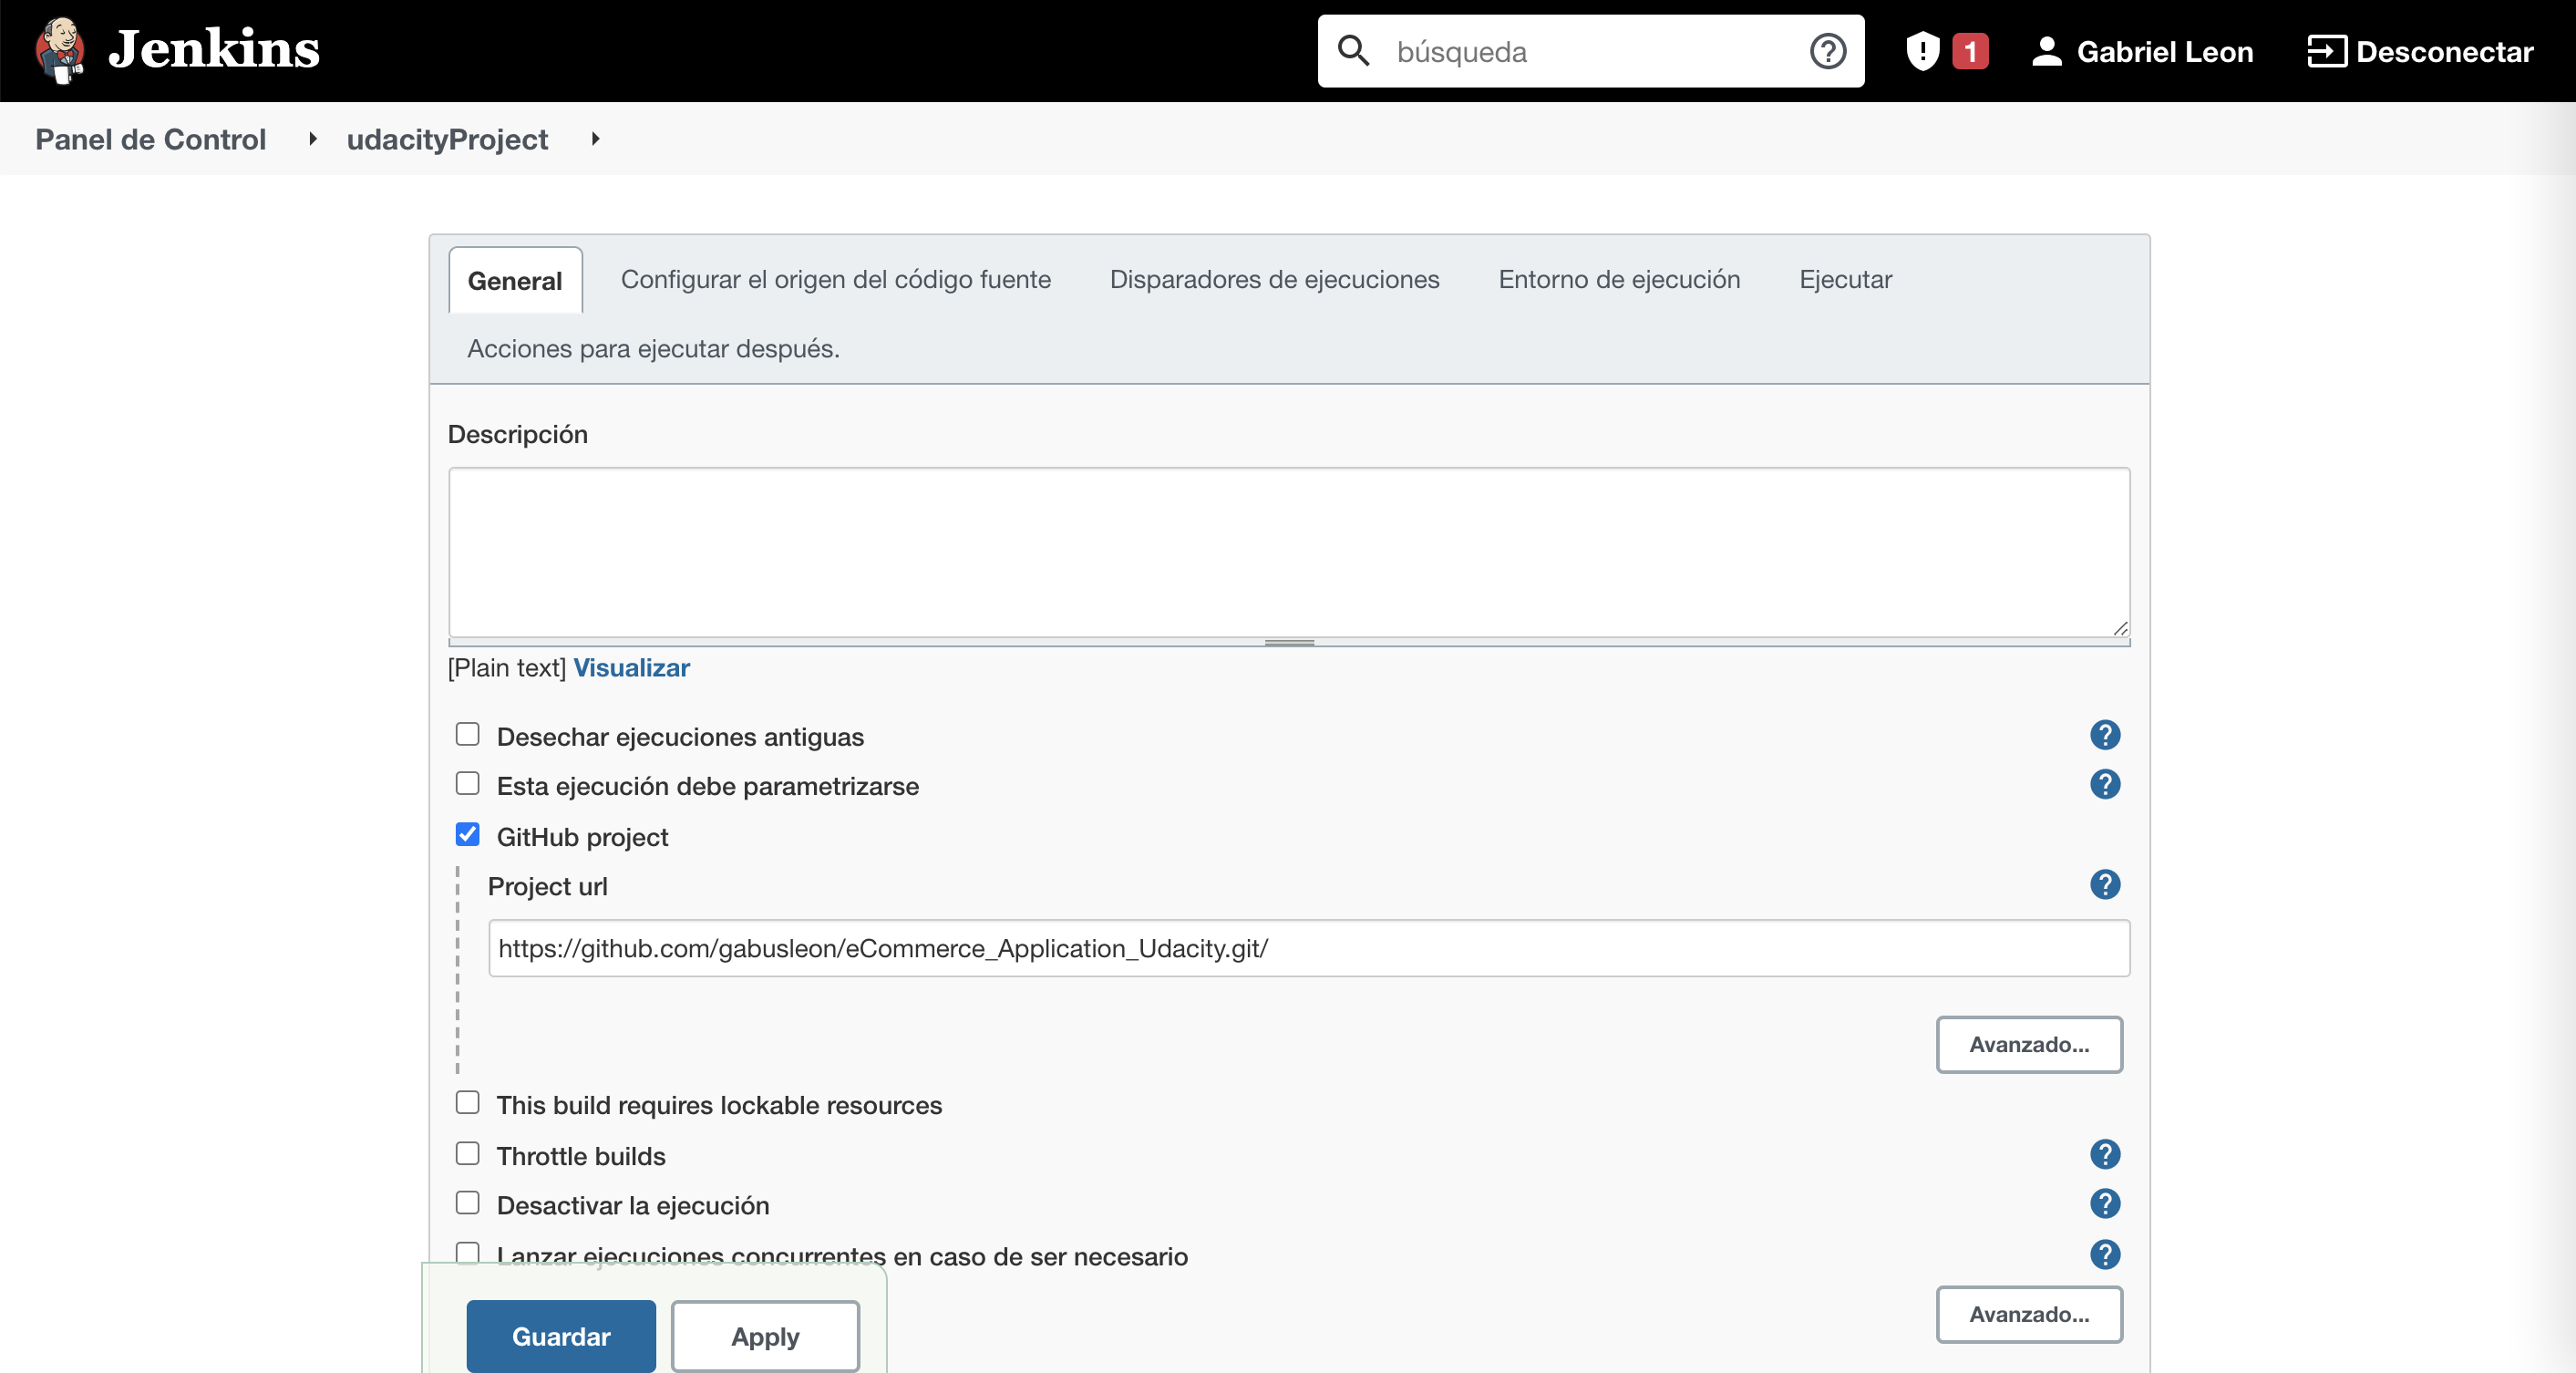 Jenkins
búsqueda
1
Gabriel Leon
Desconectar
Panel de Control
udacityProject
General
Configurar el origen del código fuente
Disparadores de ejecuciones
Entorno de ejecución
Ejecutar
Acciones para ejecutar después.
Descripción
[Plain text] Visualizar
Desechar ejecuciones antiguas
Esta ejecución debe parametrizarse
GitHub project
Project url
https://github.com/gabusleon/eCommerce_Application_Udacity.git/
Avanzado...
This build requires lockable resources
Throttle builds
Desactivar la ejecución
Lanzar ejecuciones concurrentes en caso de ser necesario
Avanzado...
Guardar
Apply